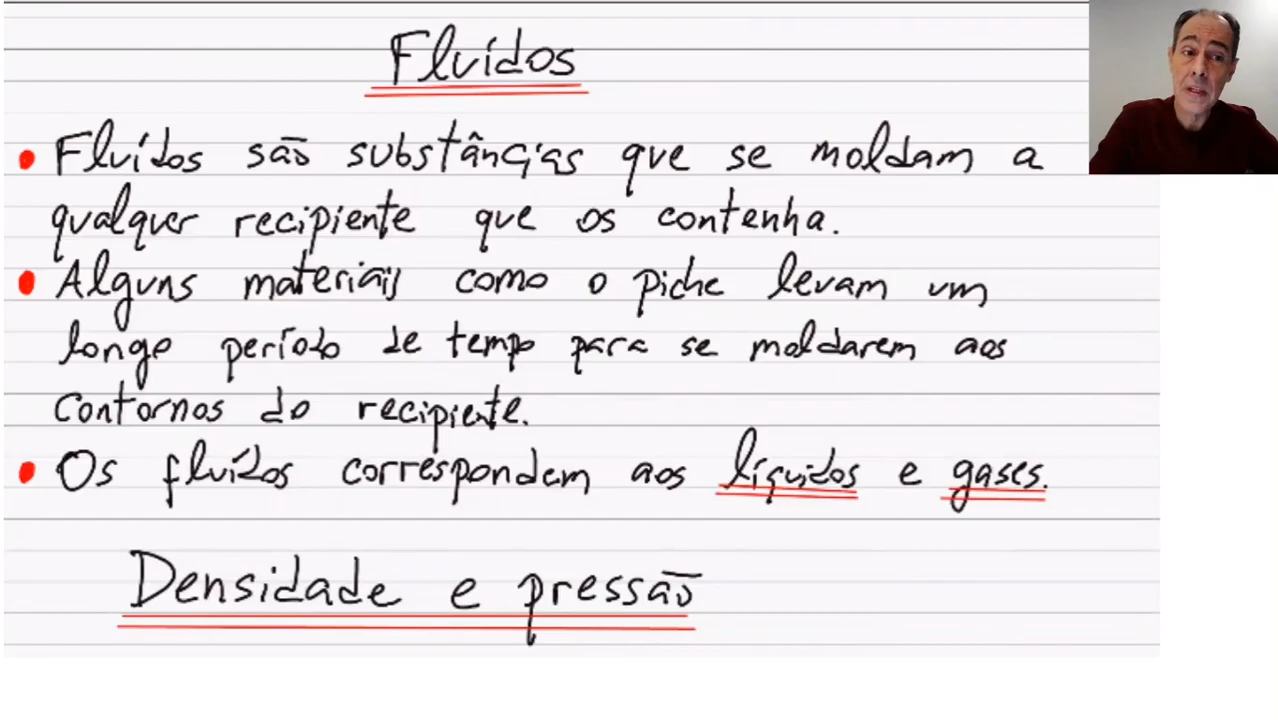 Fluídos
• Fluídos são substâncias que se moldam a
qualquer recipiente que os contenha.
• Alguns materiais como o piche levam um
longo período de tempo para se moldarem aos
contornos do recipiente.
• Os fluídos correspondem aos líquidos e gases.
Densidade e pressão